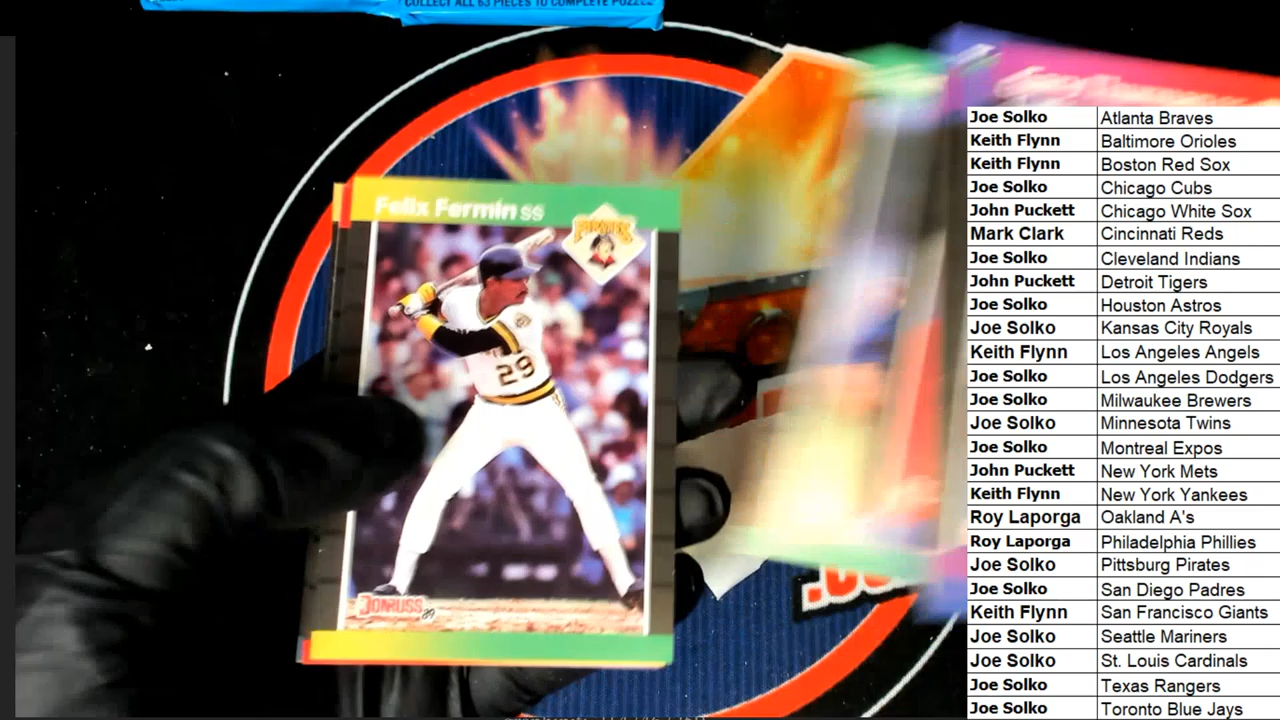 COLLECT ALL 63 PIECES TO COMPLETE PUZZLE
Felix Fermin SS
PIRATES
29
DONRUSS 89
Joe Solko Atlanta Braves
Keith Flynn Baltimore Orioles
Keith Flynn Boston Red Sox
Joe Solko Chicago Cubs
John Puckett Chicago White Sox
Mark Clark Cincinnati Reds
Joe Solko Cleveland Indians
John Puckett Detroit Tigers
Joe Solko Houston Astros
Joe Solko Kansas City Royals
Keith Flynn Los Angeles Angels
Joe Solko Los Angeles Dodgers
Joe Solko Milwaukee Brewers
Joe Solko Minnesota Twins
Joe Solko Montreal Expos
John Puckett New York Mets
Keith Flynn New York Yankees
Roy Laporga Oakland A's
Roy Laporga Philadelphia Phillies
Joe Solko Pittsburg Pirates
Joe Solko San Diego Padres
Keith Flynn San Francisco Giants
Joe Solko Seattle Mariners
Joe Solko St. Louis Cardinals
Joe Solko Texas Rangers
Joe Solko Toronto Blue Jays